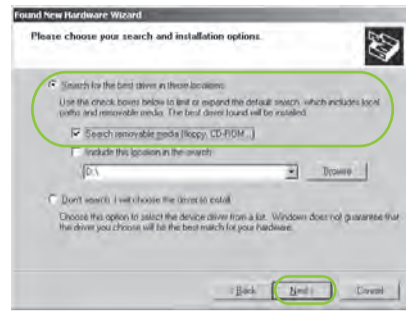 Found New Hardware Wizard
Please choose your search and installation options.
Search for the best driver in these locations.
Use the check boxes below to limit or expand the default search, which includes local
paths and removable media. The best driver found will be installed.
Search removable media (floppy, CD-ROM...)
Include this location in the search:
D:\
Browse
Don't search. I will choose the driver to install.
Choose this option to select the device driver from a list. Windows does not guarantee that
the driver you choose will be the best match for your hardware.
< Back
Next >
Cancel